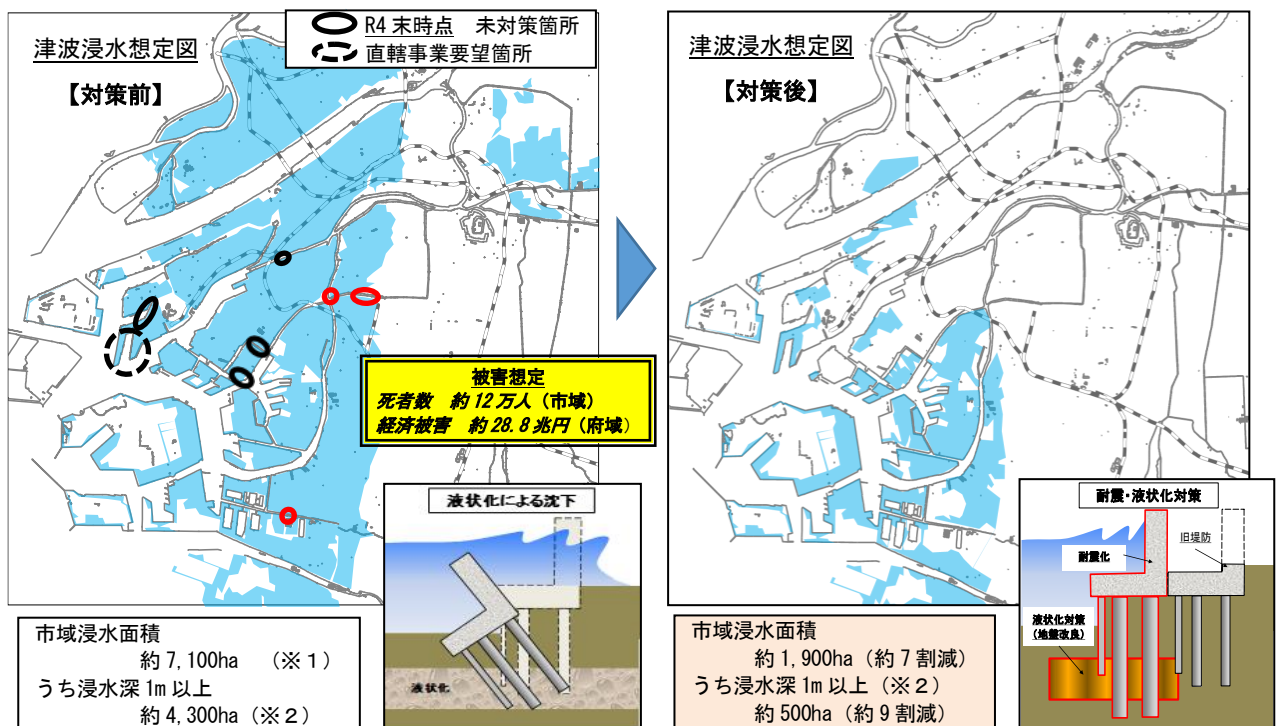 R4 末時点　未対策箇所
直轄事業要望箇所
津波浸水想定図
【対策前】
被害想定
死者数　約 12 万人（市域）
経済被害　約 28.8 兆円（府域）
液状化による沈下
液状化
市域浸水面積
約 7,100ha　（※１）
うち浸水深 1m 以上
約 4,300ha（※２）
津波浸水想定図
【対策後】
耐震・液状化対策
旧堤防
耐震化
液状化対策
（地盤改良）
市域浸水面積
約 1,900ha（約７割減）
うち浸水深 1m 以上（※２）
約 500ha（約９割減）